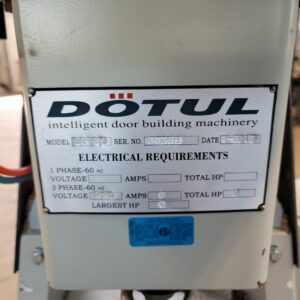 DÖTUL
intelligent door building machinery
MODEL SER. NO. DATE
ELECTRICAL REQUIREMENTS
1 PHASE-60 HZ
VOLTAGE AMPS TOTAL HP
3 PHASE-60 HZ
VOLTAGE AMPS TOTAL HP
LARGEST HP